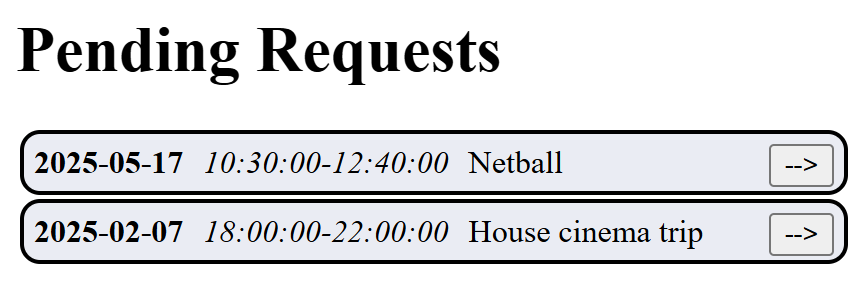 Pending Requests
2025-05-17 10:30:00-12:40:00 Netball -->
2025-02-07 18:00:00-22:00:00 House cinema trip -->